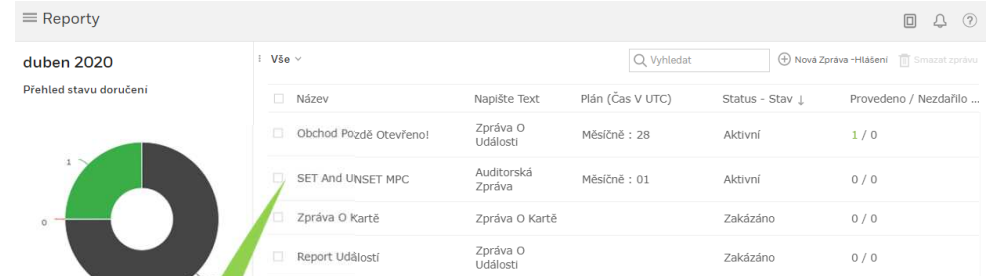 Reporty
duben 2020
Přehled stavu doručení
1
0
Vše
Vyhledat
Nová Zpráva -Hlášení
Smazat zprávu
Název Napište Text Plán (Čas V UTC) Status - Stav ↓ Provedeno / Nezdařilo ...
Obchod Pozdě Otevřeno! Zpráva O Události Měsíčně : 28 Aktivní 1 / 0
SET And UNSET MPC Auditorská Zpráva Měsíčně : 01 Aktivní 0 / 0
Zpráva O Kartě Zpráva O Kartě Zakázáno 0 / 0
Report Událostí Zpráva O Události Zakázáno 0 / 0